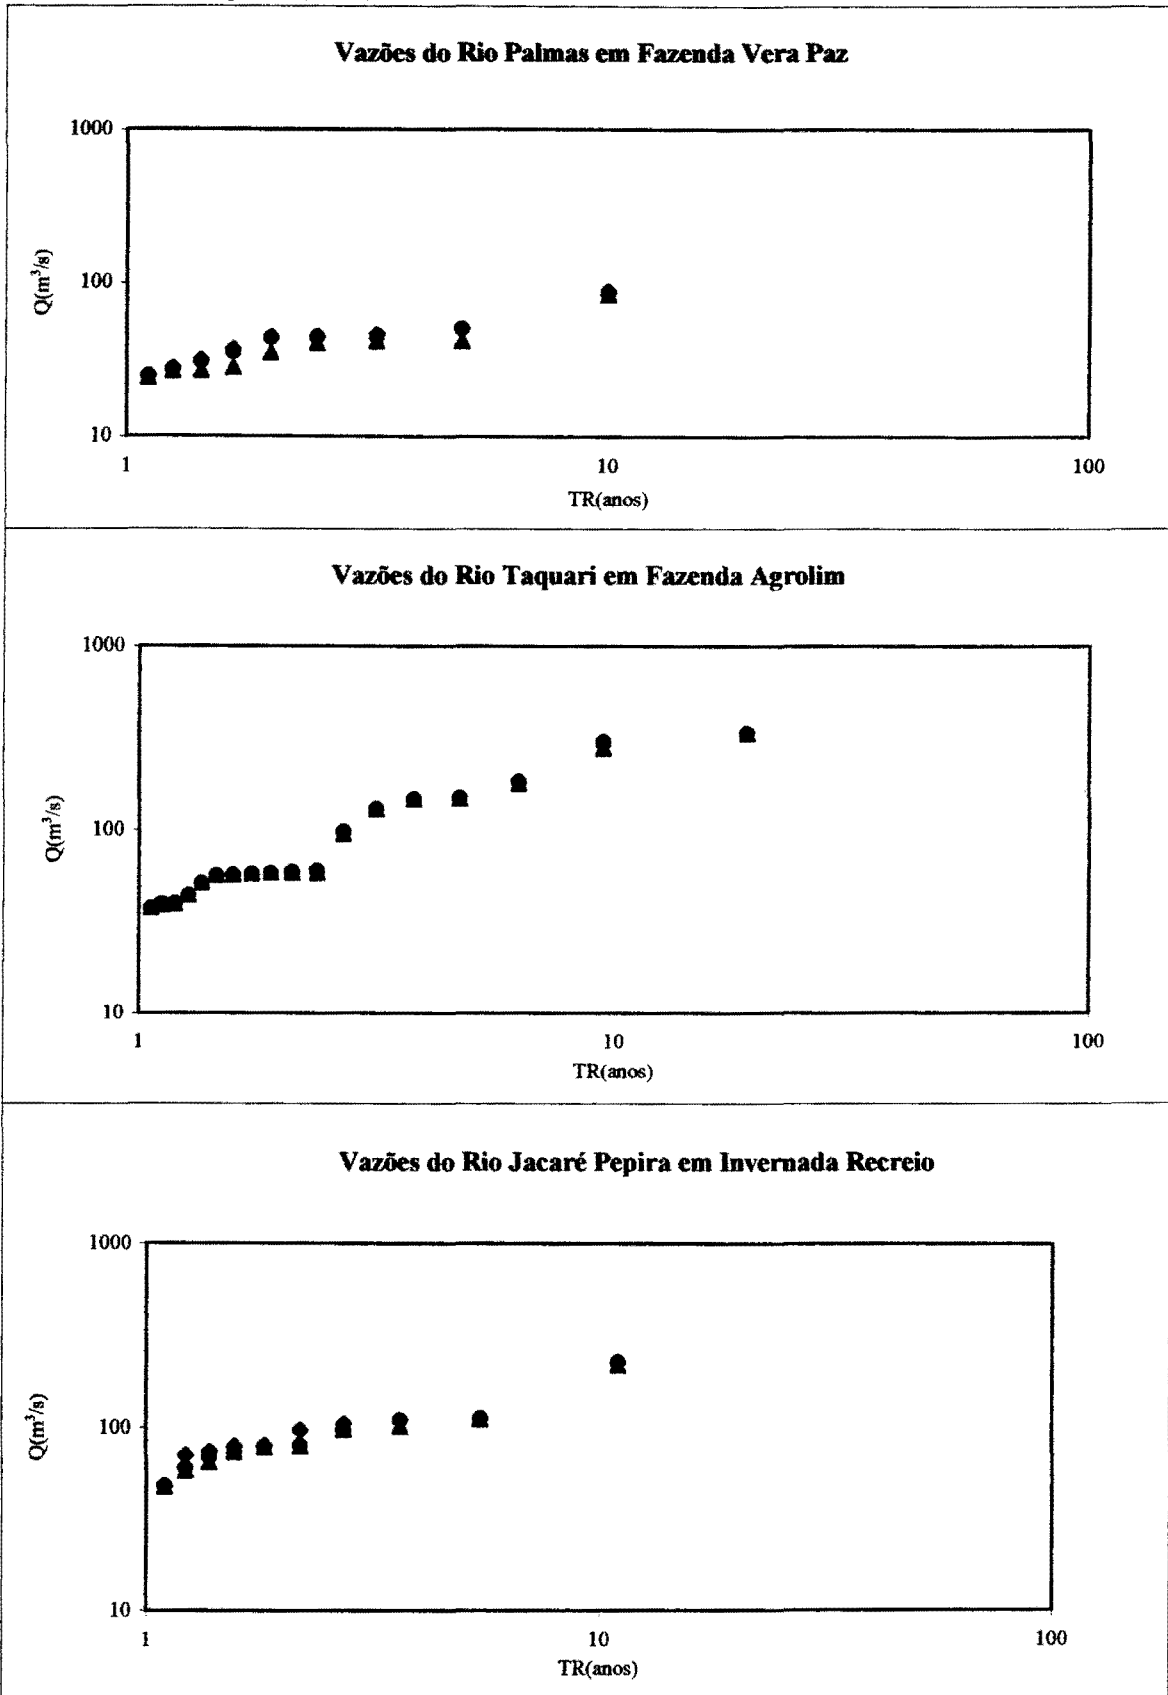 Vazões do Rio Palmas em Fazenda Vera Paz
1000
100
10
Q(m³/s)
1 10 100
TR(anos)
Vazões do Rio Taquari em Fazenda Agrolim
1000
100
10
Q(m³/s)
1 10 100
TR(anos)
Vazões do Rio Jacaré Pepira em Invernada Recreio
1000
100
10
Q(m³/s)
1 10 100
TR(anos)